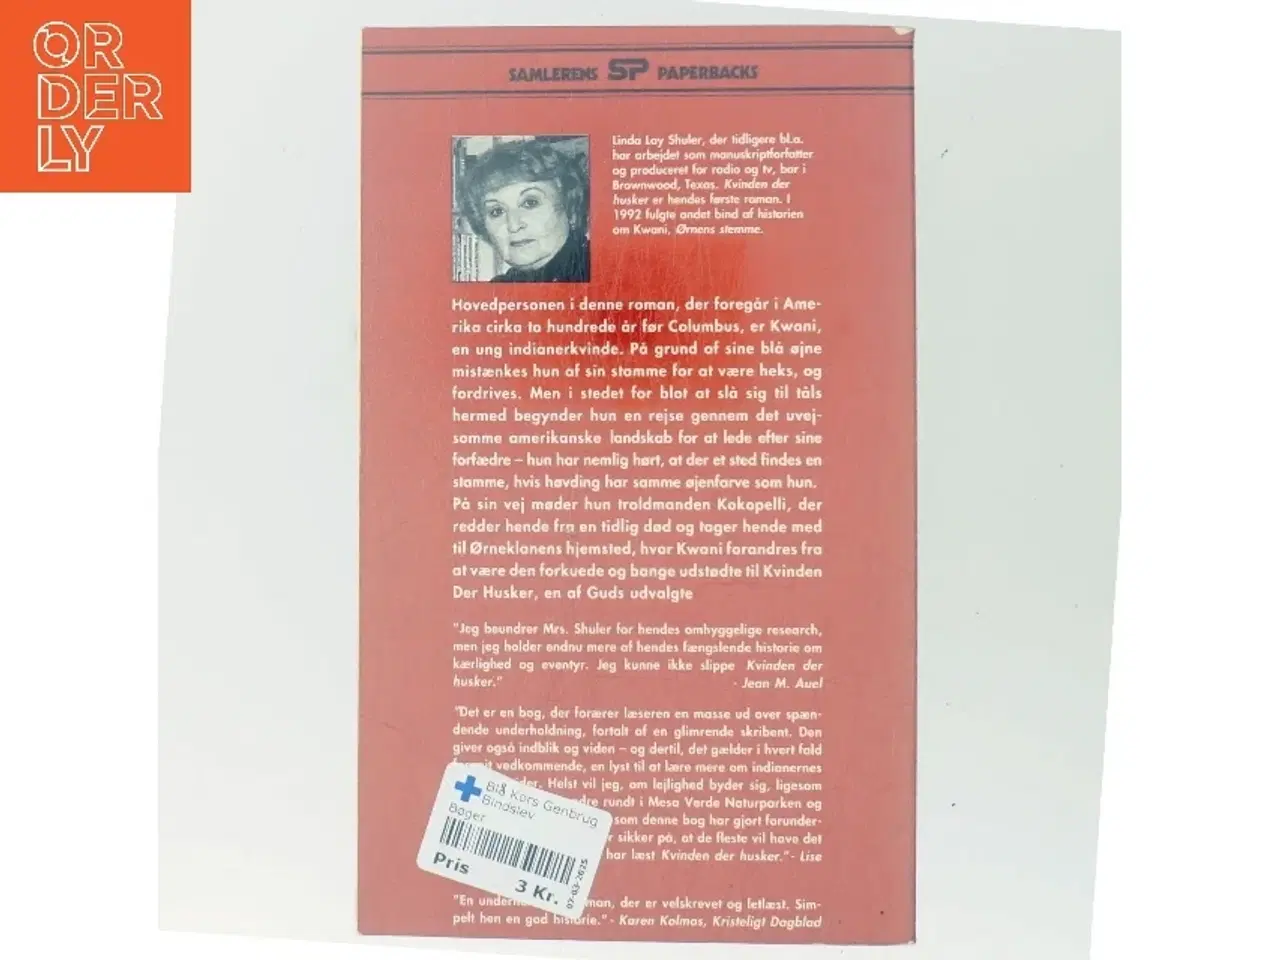 ORDERLY
SAMLERENS SP PAPERBACKS
Linda Lay Shuler, der tidligere bl.a.
har arbejdet som manuskriptforfatter
og produceret for radio og tv, bor i
Brownwood, Texas. Kvinden der
husker er hendes første roman. I
1992 fulgte andet bind af historien
om Kwani, Ørnens stemme.
Hovedpersonen i denne roman, der foregår i Ame-
rika cirka to hundrede år før Columbus, er Kwani,
en ung indianerkvinde. På grund af sine blå øjne
mistænkes hun af sin stamme for at være heks, og
fordrives. Men i stedet for blot at slå sig til tåls
hermed begynder hun en rejse gennem det uvej-
somme amerikanske landskab for at lede efter sine
forfædre – hun har nemlig hørt, at der et sted findes en
stamme, hvis høvding har samme øjenfarve som hun.
På sin vej møder hun troldmanden Kokopelli, der
redder hende fra en tidlig død og tager hende med
til Ørneklanens hjemsted, hvor Kwani forandres fra
at være den forkuede og bange udstødte til Kvinden
Der Husker, en af Guds udvalgte
"Jeg beundrer Mrs. Shuler for hendes omhyggelige research,
men jeg holder endnu mere af hendes fængslende historie om
kærlighed og eventyr. Jeg kunne ikke slippe Kvinden der
husker." - Jean M. Auel
"Det er en bog, der forærer læseren en masse ud over spæn-
dende underholdning, fortalt af en glimrende skribent. Den
giver også indblik og viden – og dertil, det gælder i hvert fald
vedkommende, en lyst til at lære mere om indianernes
Helst vil jeg, om lejlighed byder sig, ligesom
rundt i Mesa Verde Naturparken og
som denne bog har gjort forunder-
sikker på, at de fleste vil have det
har læst Kvinden der husker." - Lise
"En man, der er velskrevet og letlæst. Sim-
pelt hen en god historie." - Karen Kolmos, Kristeligt Dagblad
Blå Kors Genbrug
Bindslev
Bøger
Pris 3 Kr.